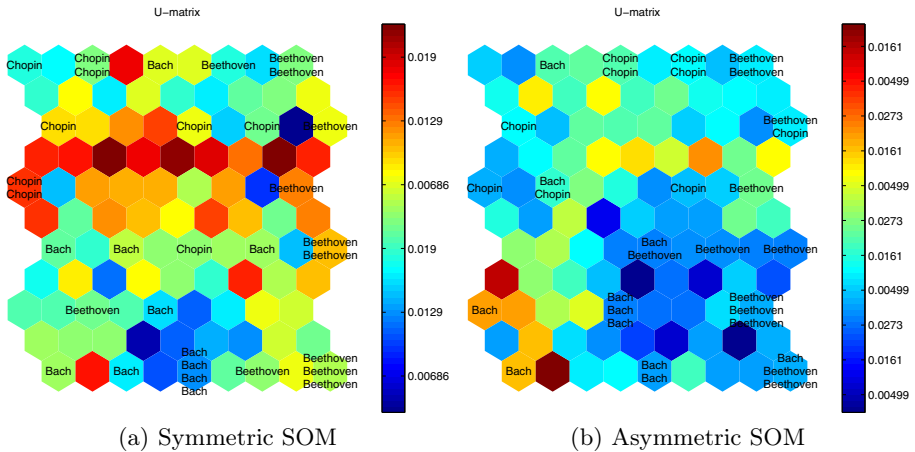 U-matrix
Chopin
Chopin
Chopin
Bach
Beethoven
Beethoven
Beethoven
Chopin
Chopin
Chopin
Beethoven
Chopin
Chopin
Beethoven
Bach
Bach
Chopin
Bach
Beethoven
Beethoven
Beethoven
Bach
Bach
Bach
Bach
Bach
Bach
Bach
Beethoven
Beethoven
Beethoven
Beethoven
0.019
0.0129
0.00686
0.019
0.0129
0.00686
(a) Symmetric SOM
U-matrix
Bach
Chopin
Chopin
Chopin
Chopin
Beethoven
Beethoven
Chopin
Beethoven
Chopin
Chopin
Bach
Chopin
Chopin
Beethoven
Bach
Beethoven
Beethoven
Beethoven
Bach
Bach
Bach
Bach
Beethoven
Beethoven
Beethoven
Bach
Bach
Bach
Bach
Beethoven
Beethoven
0.0161
0.00499
0.0273
0.0161
0.00499
0.0273
0.0161
0.00499
0.0273
0.0161
0.00499
(b) Asymmetric SOM